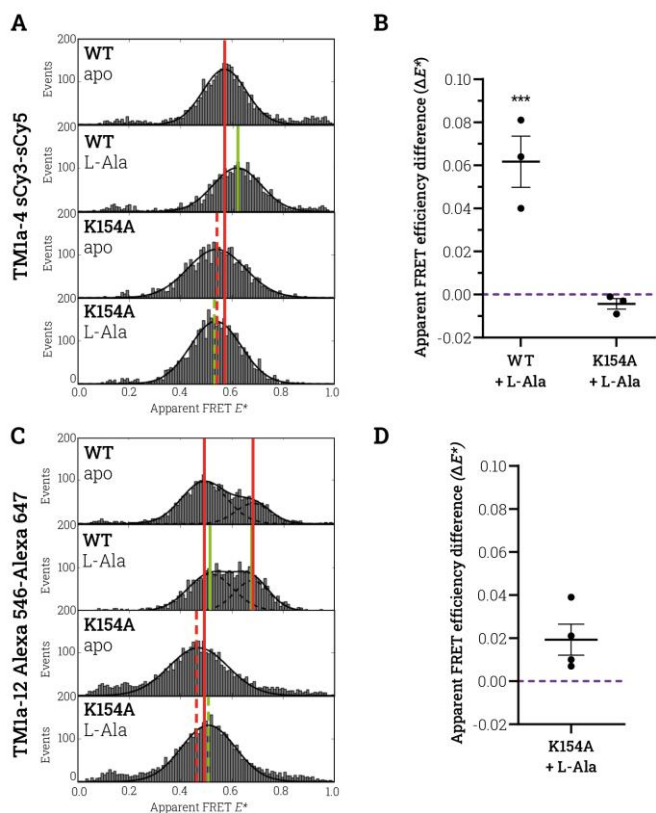 A
TM1a-4 sCy3-sCy5
200
Events
100
WT
apo
200
Events
100
WT
L-Ala
200
Events
100
K154A
apo
200
Events
100
0
K154A
L-Ala
0.0
0.2
0.4
0.6
0.8
1.0
Apparent FRET E*
B
Apparent FRET efficiency difference (ΔE*)
0.10
0.08
0.06
0.04
0.02
0.00
-0.02
***
WT
+ L-Ala
K154A
+ L-Ala
C
TM1a-12 Alexa 546-Alexa 647
200
Events
100
WT
apo
200
Events
100
WT
L-Ala
200
Events
100
K154A
apo
200
Events
100
0
K154A
L-Ala
0.0
0.2
0.4
0.6
0.8
1.0
Apparent FRET E*
D
Apparent FRET efficiency difference (ΔE*)
0.10
0.08
0.06
0.04
0.02
0.00
-0.02
K154A
+ L-Ala